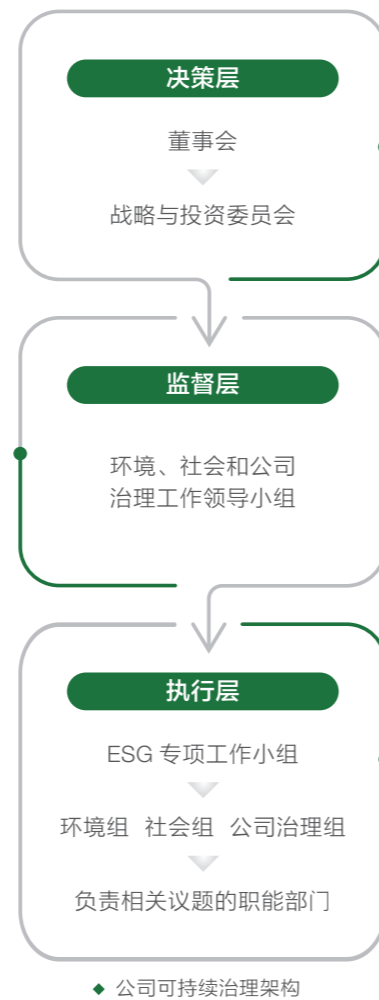 决策层
董事会
战略与投资委员会
监督层
环境、社会和公司
治理工作领导小组
执行层
ESG 专项工作小组
环境组 社会组 公司治理组
负责相关议题的职能部门
公司可持续治理架构